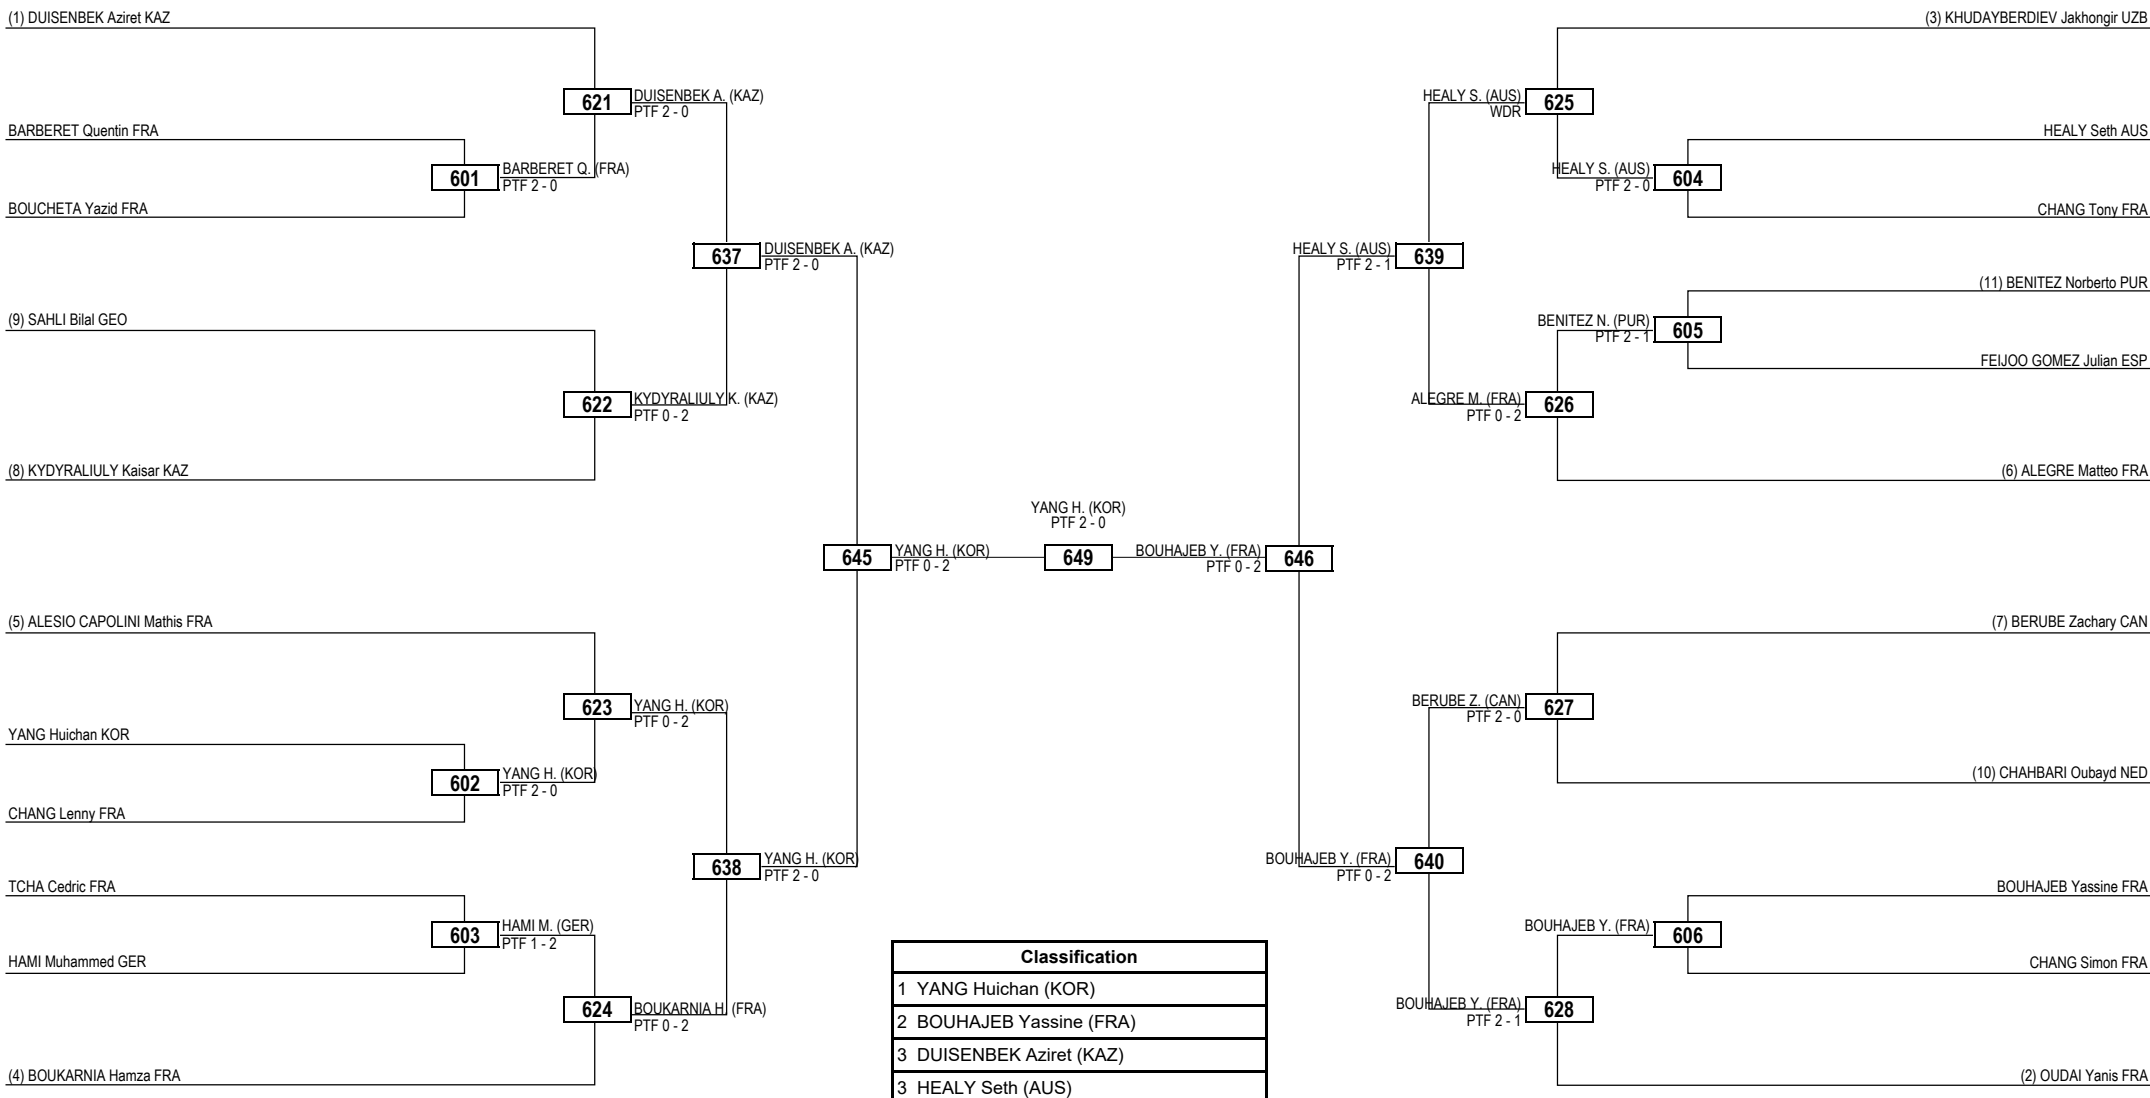 (1) DUISENBEK Aziret KAZ
(3) KHUDAYBERDIEV Jakhongir UZB
621
DUISENBEK A. (KAZ)
PTF 2 - 0
HEALY S. (AUS)
WDR
625
BARBERET Quentin FRA
HEALY Seth AUS
601
BARBERET Q. (FRA)
PTF 2 - 0
HEALY S. (AUS)
PTF 2 - 0
604
BOUCHETA Yazid FRA
CHANG Tony FRA
637
DUISENBEK A. (KAZ)
PTF 2 - 0
HEALY S. (AUS)
PTF 2 - 1
639
(11) BENITEZ Norberto PUR
(9) SAHLI Bilal GEO
BENITEZ N. (PUR)
PTF 2 - 1
605
FEIJOO GOMEZ Julian ESP
622
KYDYRALIULY K. (KAZ)
PTF 0 - 2
ALEGRE M. (FRA)
PTF 0 - 2
626
(8) KYDYRALIULY Kaisar KAZ
(6) ALEGRE Matteo FRA
YANG H. (KOR)
PTF 2 - 0
645
YANG H. (KOR)
PTF 0 - 2
649
BOUHAJEB Y. (FRA)
PTF 0 - 2
646
(5) ALESIO CAPOLINI Mathis FRA
(7) BERUBE Zachary CAN
623
YANG H. (KOR)
PTF 0 - 2
BERUBE Z. (CAN)
PTF 2 - 0
627
YANG Huichan KOR
602
YANG H. (KOR)
PTF 2 - 0
(10) CHAHBARI Oubayd NED
CHANG Lenny FRA
638
YANG H. (KOR)
PTF 2 - 0
BOUHAJEB Y. (FRA)
PTF 0 - 2
640
TCHA Cedric FRA
BOUHAJEB Yassine FRA
603
HAMI M. (GER)
PTF 1 - 2
BOUHAJEB Y. (FRA)
606
HAMI Muhammed GER
CHANG Simon FRA
624
BOUKARNIA H. (FRA)
PTF 0 - 2
BOUHAJEB Y. (FRA)
PTF 2 - 1
628
(4) BOUKARNIA Hamza FRA
(2) OUDAI Yanis FRA
Classification
1 YANG Huichan (KOR)
2 BOUHAJEB Yassine (FRA)
3 DUISENBEK Aziret (KAZ)
3 HEALY Seth (AUS)